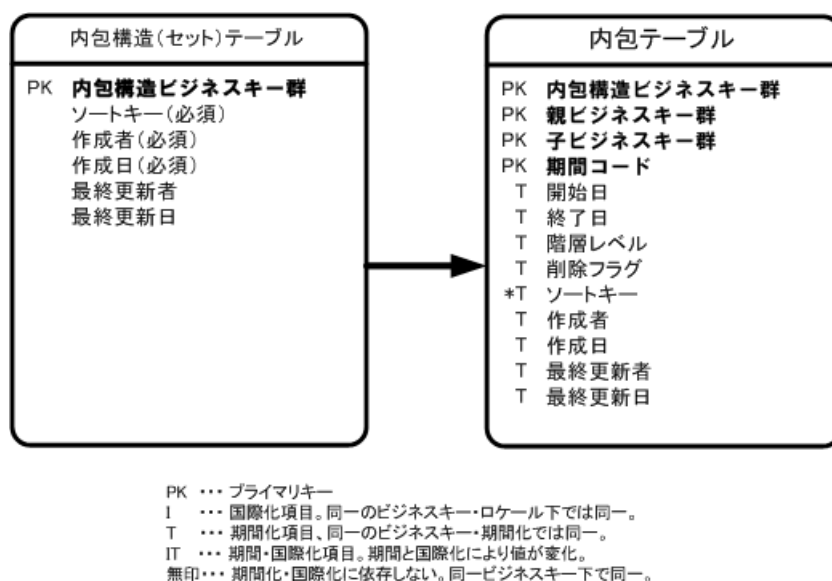 内包構造(セット)テーブル
PK 内包構造ビジネスキー群
ソートキー(必須)
作成者(必須)
作成日(必須)
最終更新者
最終更新日
内包テーブル
PK 内包構造ビジネスキー群
PK 親ビジネスキー群
PK 子ビジネスキー群
PK 期間コード
T 開始日
T 終了日
T 階層レベル
T 削除フラグ
*T ソートキー
T 作成者
T 作成日
T 最終更新者
T 最終更新日
PK ・・・ プライマリキー
I ・・・ 国際化項目。同一のビジネスキー・ロケール下では同一。
T ・・・ 期間化項目、同一のビジネスキー・期間化では同一。
IT ・・・ 期間・国際化項目。期間と国際化により値が変化。
無印・・・ 期間化・国際化に依存しない。同一ビジネスキー下で同一。